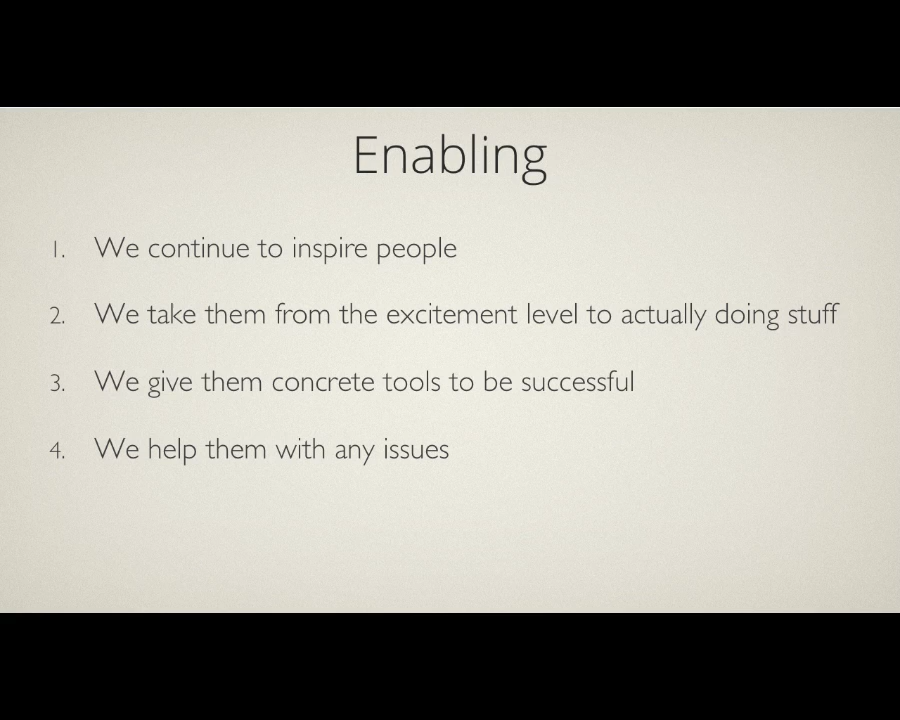 Enabling
1. We continue to inspire people
2. We take them from the excitement level to actually doing stuff
3. We give them concrete tools to be successful
4. We help them with any issues